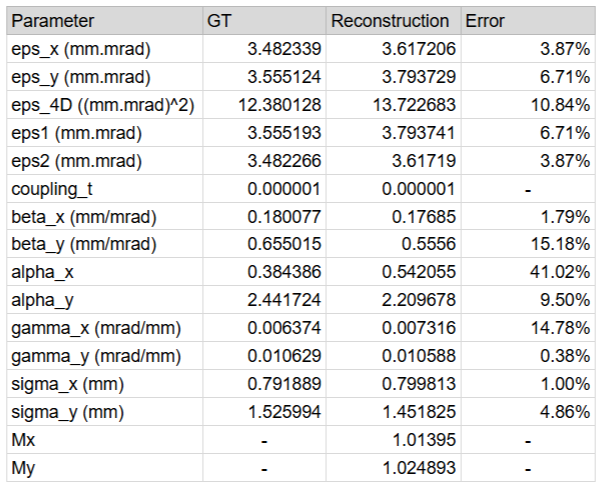 Parameter GT Reconstruction Error
eps_x (mm.mrad) 3.482339 3.617206 3.87%
eps_y (mm.mrad) 3.555124 3.793729 6.71%
eps_4D ((mm.mrad)^2) 12.380128 13.722683 10.84%
eps1 (mm.mrad) 3.555193 3.793741 6.71%
eps2 (mm.mrad) 3.482266 3.61719 3.87%
coupling_t 0.000001 0.000001 -
beta_x (mm/mrad) 0.180077 0.17685 1.79%
beta_y (mm/mrad) 0.655015 0.5556 15.18%
alpha_x 0.384386 0.542055 41.02%
alpha_y 2.441724 2.209678 9.50%
gamma_x (mrad/mm) 0.006374 0.007316 14.78%
gamma_y (mrad/mm) 0.010629 0.010588 0.38%
sigma_x (mm) 0.791889 0.799813 1.00%
sigma_y (mm) 1.525994 1.451825 4.86%
Mx - 1.01395 -
My - 1.024893 -